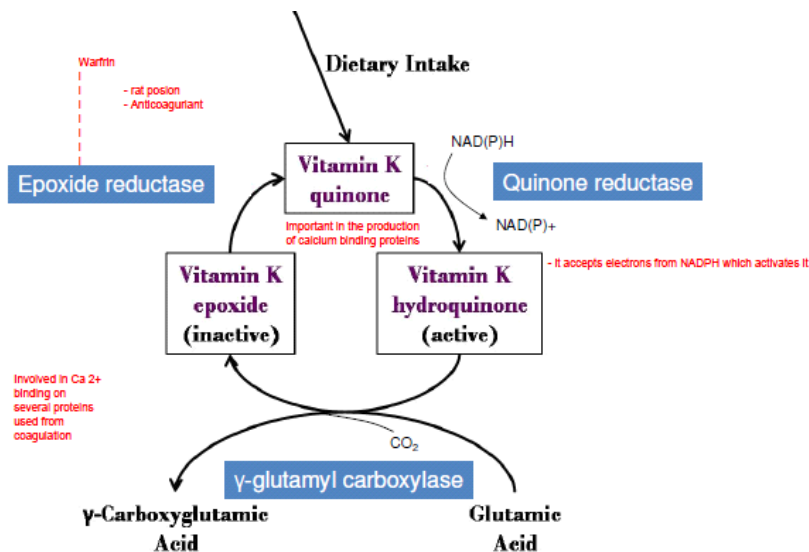 Dietary Intake
Warfrin
- rat posion
- Anticoagurlant
Epoxide reductase
Vitamin K
quinone
NAD(P)H
Quinone reductase
NAD(P)+
Important in the production
of calcium binding proteins
Vitamin K
epoxide
(inactive)
Vitamin K
hydroquinone
(active)
- It accepts electrons from NADPH which activates it
Involved in Ca 2+
binding on
several proteins
used from
coagulation
CO2
γ-glutamyl carboxylase
γ-Carboxyglutamic
Acid
Glutamic
Acid